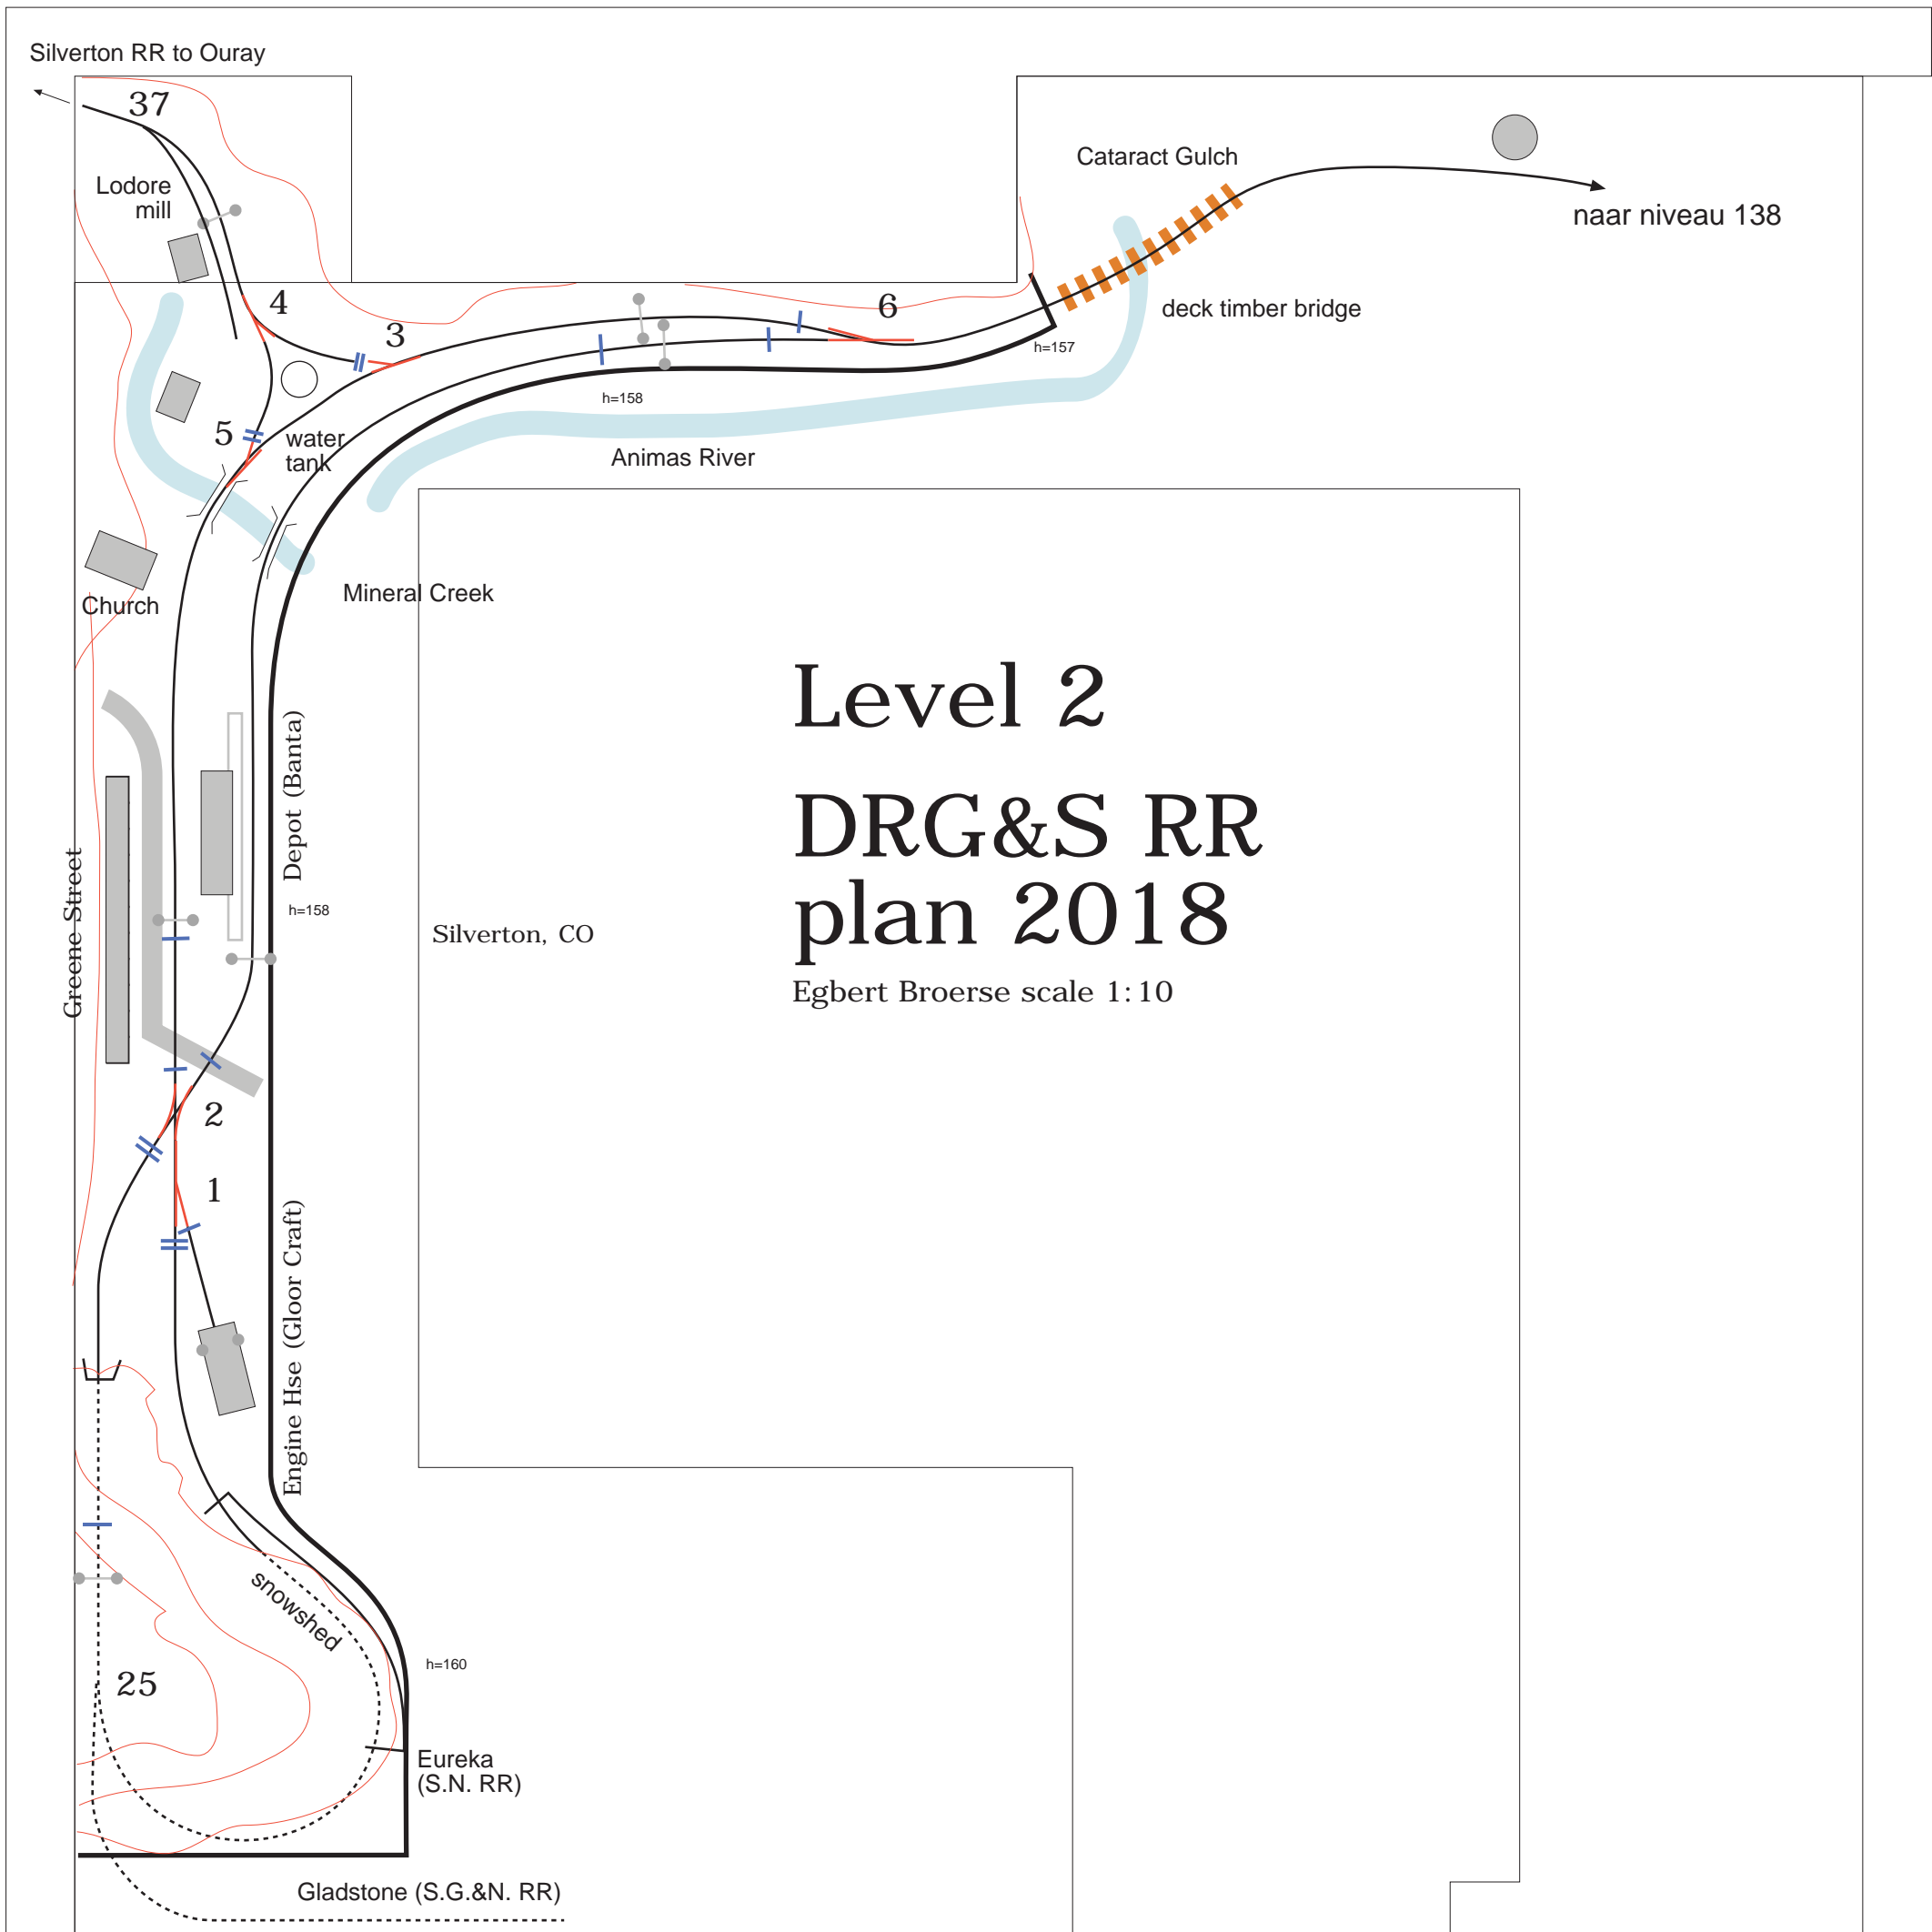 Silverton RR to Ouray
37
Lodore
mill
Cataract Gulch
naar niveau 138
4
3
6
deck timber bridge
h=157
h=158
5
water
tank
Animas River
Church
Mineral Creek
Level 2
DRG&S RR
plan 2018
Egbert Broerse scale 1:10
Depot (Banta)
Greene Street
h=158
Silverton, CO
2
1
Engine Hse (Gloor Craft)
snowshed
h=160
25
Eureka
(S.N. RR)
Gladstone (S.G.&N. RR)